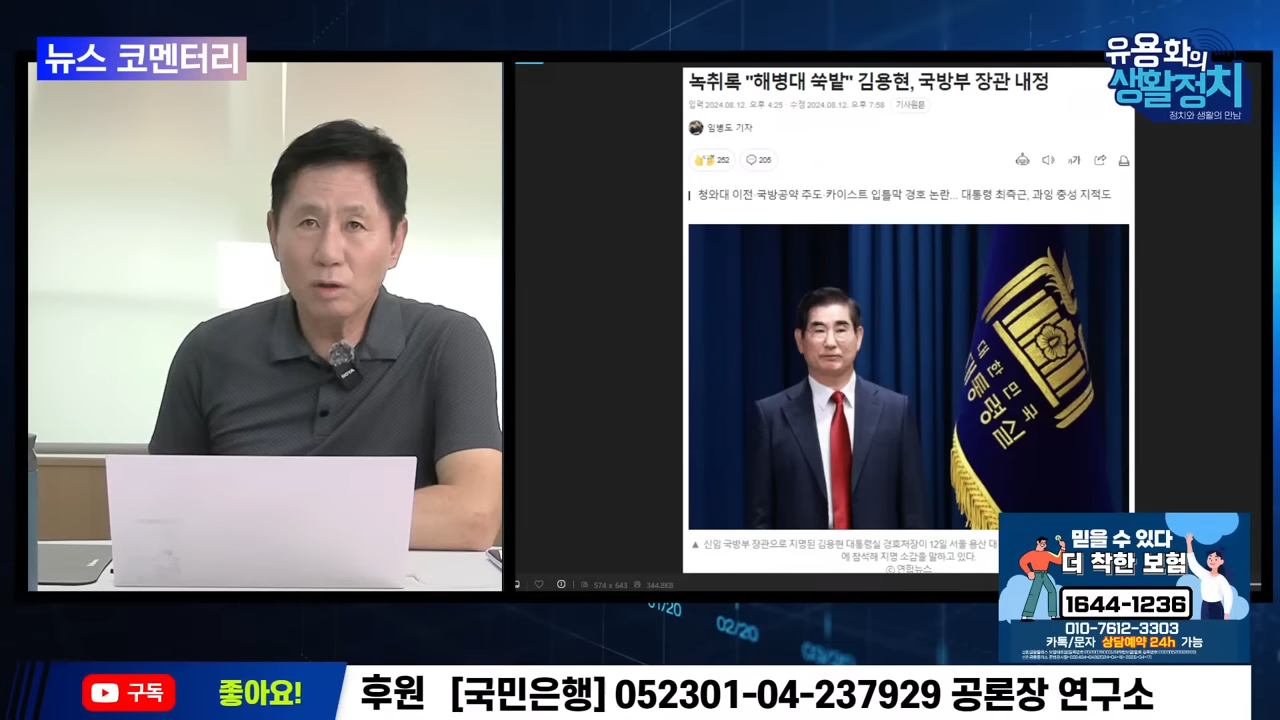 뉴스 코멘터리
유용화의
생활정치
정치와 생활의 만남
녹취록 "해병대 쑥밭" 김용현, 국방부 장관 내정
입력 2024.08.12. 오후 4:25 · 수정 2024.08.12. 오후 7:58 기사원문
임병도 기자
252 205
가가
청와대 이전·국방공약 주도·카이스트 입틀막 경호 논란... 대통령 최측근, 과잉 충성 지적도
대한민국
대통령실
▲ 신임 국방부 장관으로 지명된 김용현 대통령실 경호처장이 12일 서울 용산 대
에 참석해 지명 소감을 말하고 있다.
ⓒ 연합뉴스
574 x 643 344.8KB
믿을 수 있다
더 착한 보험
1644-1236
010-7612-3303
카톡/문자 상담예약 24h 가능
01/20
02/20
구독 좋아요! 후원 [국민은행] 052301-04-237929 공론장 연구소